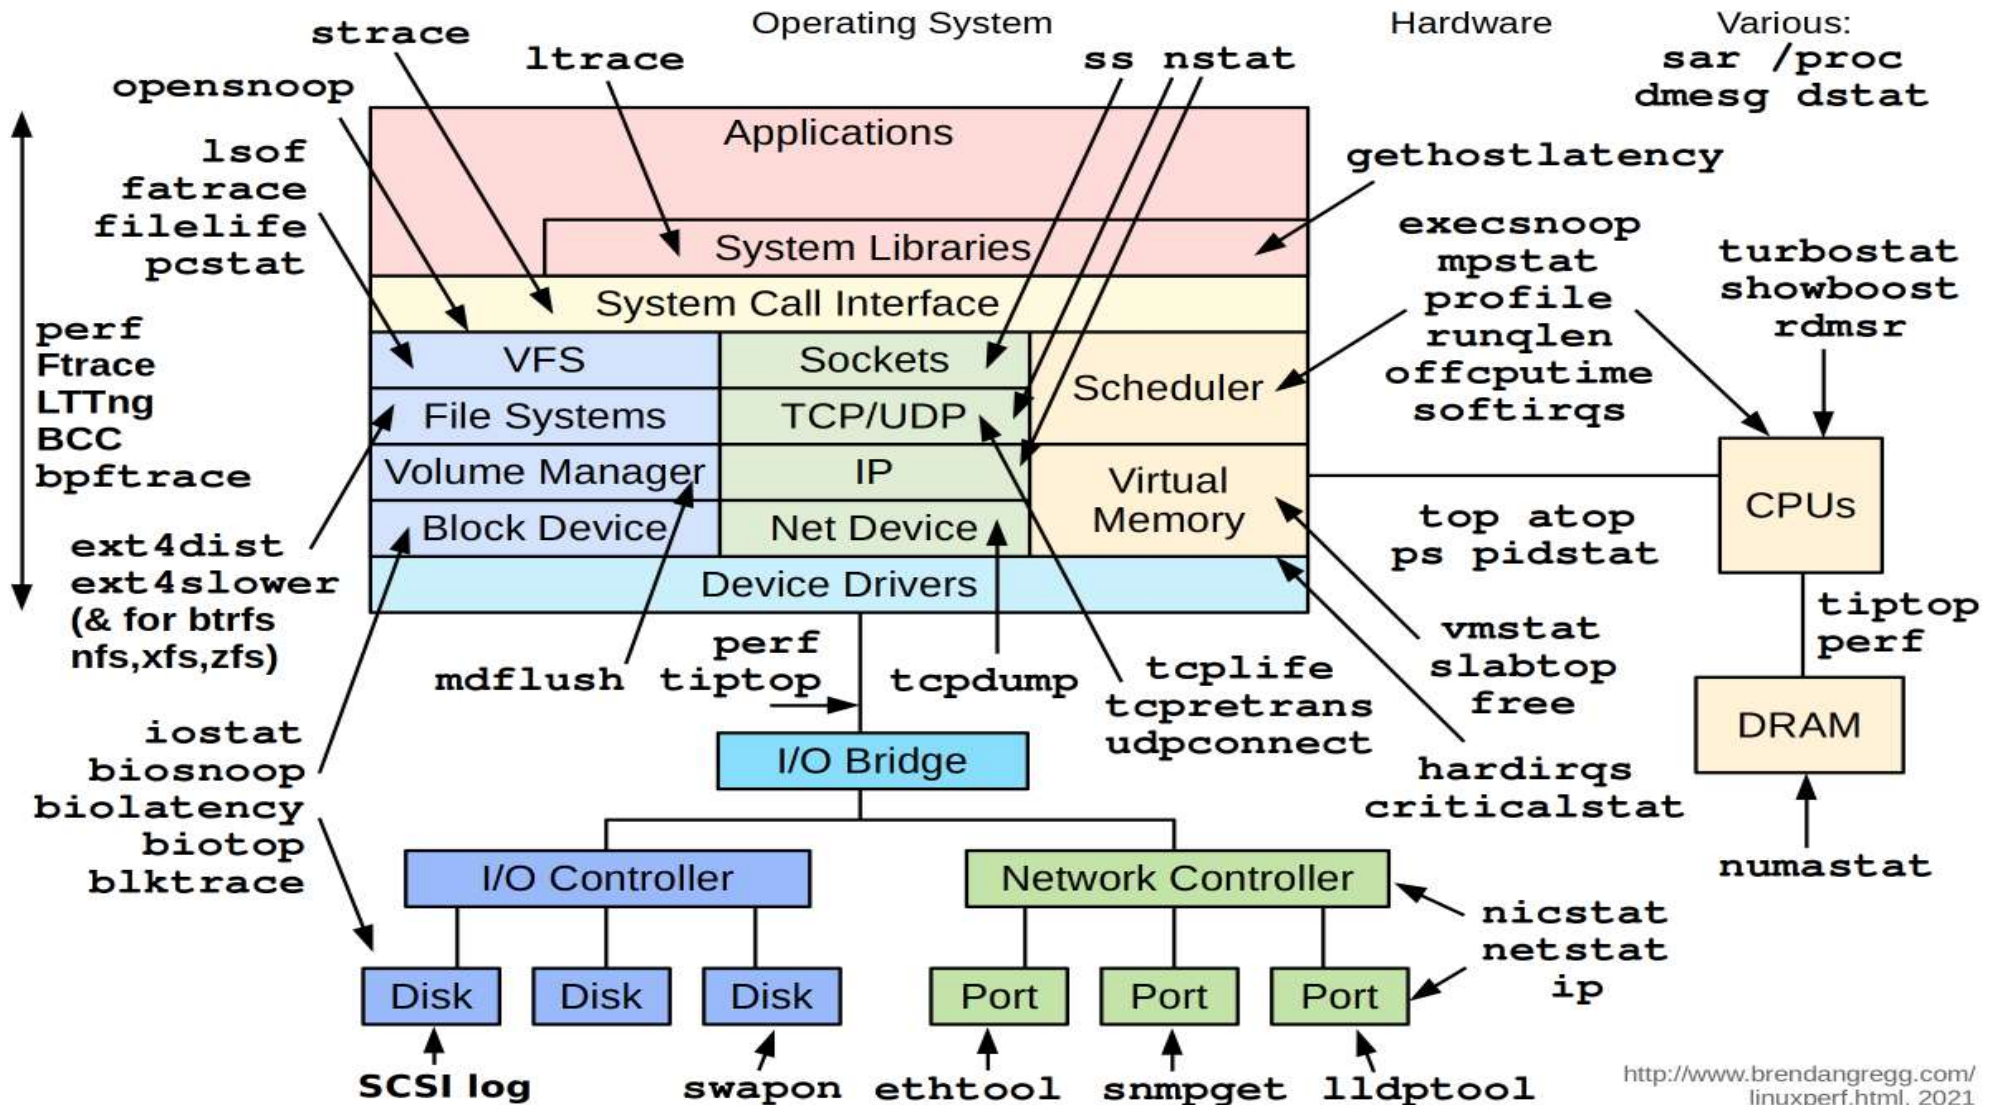 Operating System
Hardware
Various:
sar /proc
dmesg dstat
strace
ltrace
ss nstat
opensnoop
lsof
fatrace
filelife
pcstat
gethostlatency
Applications
System Libraries
System Call Interface
VFS
Sockets
Scheduler
File Systems
TCP/UDP
Volume Manager
IP
Virtual
Memory
Block Device
Net Device
Device Drivers
execsnoop
mpstat
profile
runqlen
offcputime
softirqs
turbostat
showboost
rdmsr
perf
Ftrace
LTTng
BCC
bpftrace
CPUs
top atop
ps pidstat
ext4dist
ext4slower
(& for btrfs
nfs,xfs,zfs)
tiptop
perf
mdflush
perf
tiptop
tcpdump
tcplife
tcpretrans
udpconnect
vmstat
slabtop
free
DRAM
iostat
biosnoop
biolatency
biotop
blktrace
I/O Bridge
hardirqs
criticalstat
numastat
I/O Controller
Network Controller
nicstat
netstat
ip
Disk
Disk
Disk
Port
Port
Port
SCSI log
swapon
ethtool
snmpget
lldptool
http://www.brendangregg.com/
linuxperf.html, 2021